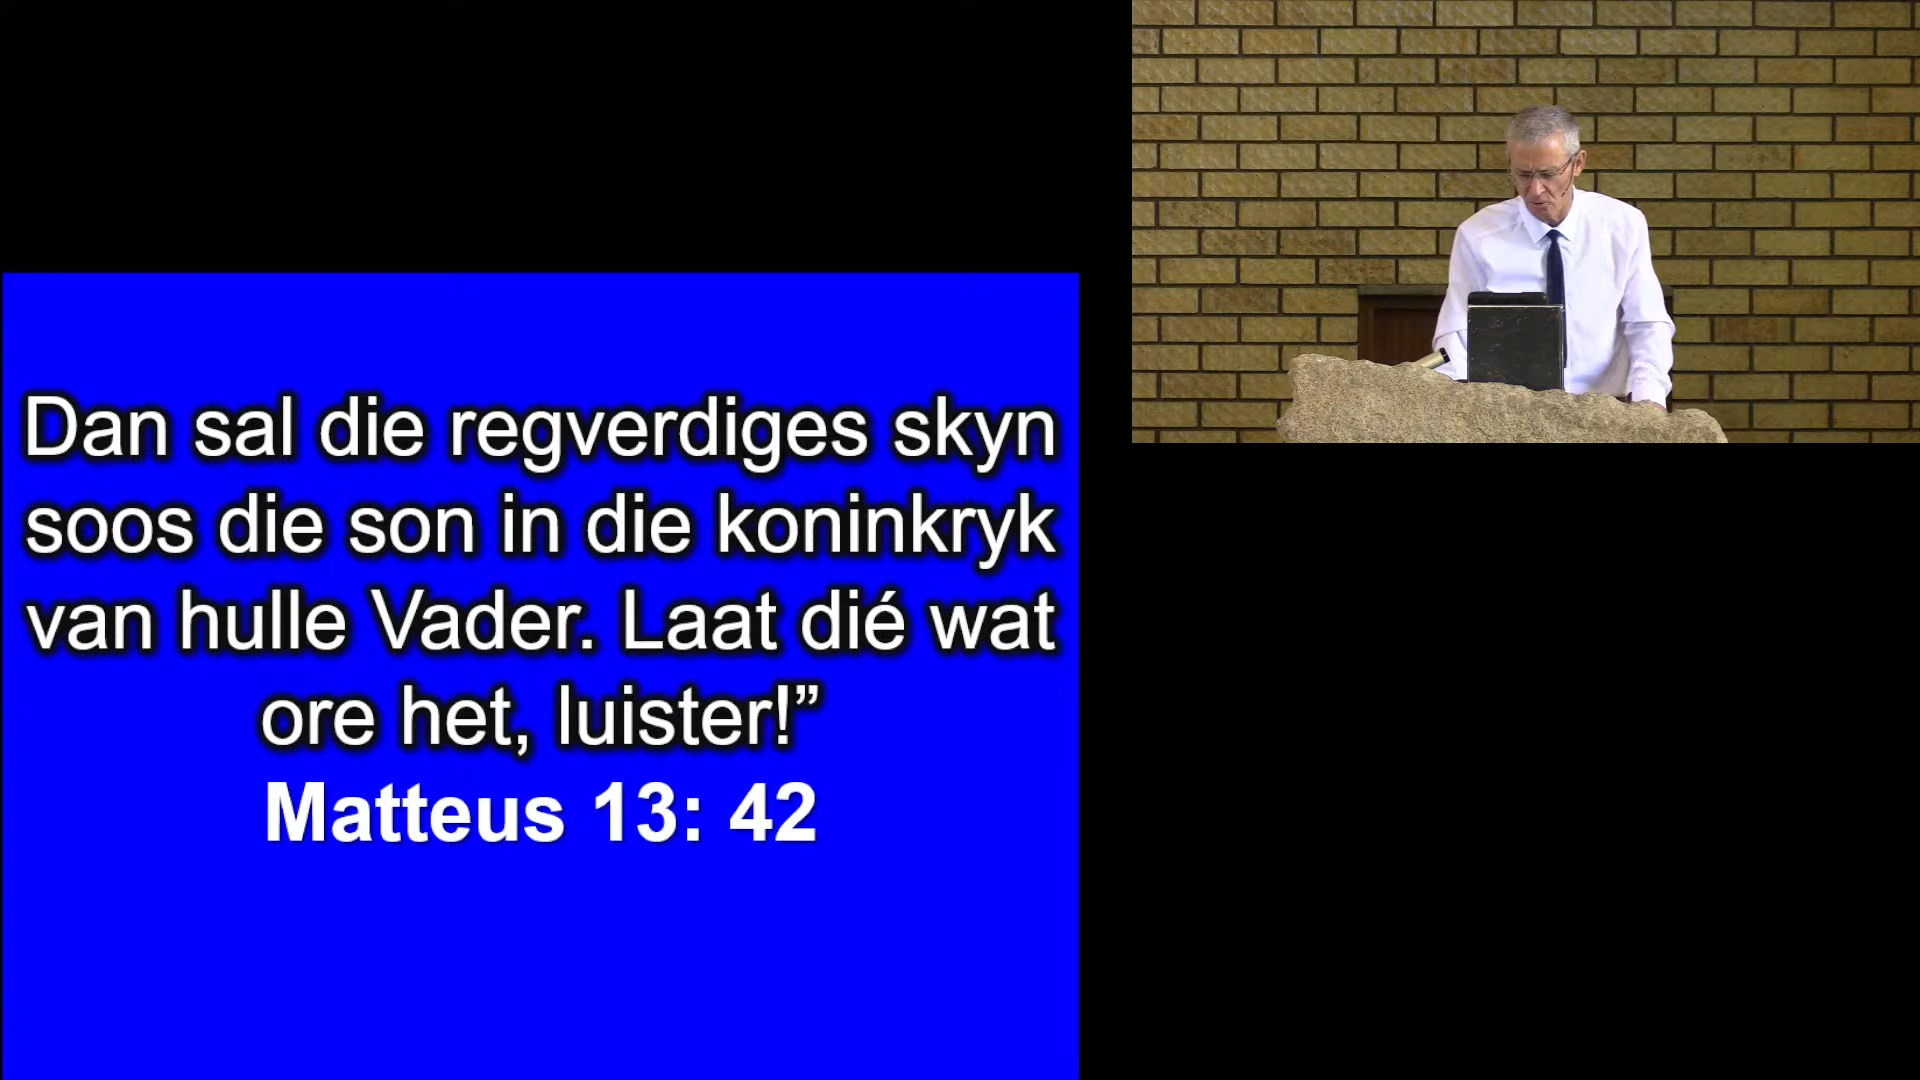 Dan sal die regverdiges skyn
soos die son in die koninkryk
van hulle Vader. Laat dié wat
ore het, luister!”
Matteus 13: 42